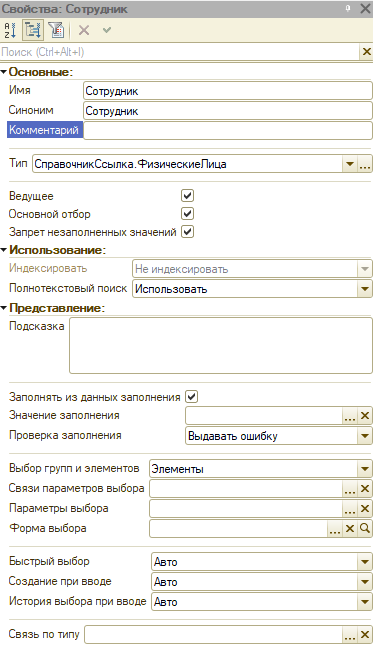 Свойства: Сотрудник
Поиск (Ctrl+Alt+I)
Основные:
Имя Сотрудник
Синоним Сотрудник
Комментарий
Тип СправочникСсылка.ФизическиеЛица
Ведущее
Основной отбор
Запрет незаполненных значений
Использование:
Индексировать Не индексировать
Полнотекстовый поиск Использовать
Представление:
Подсказка
Заполнять из данных заполнения
Значение заполнения
Проверка заполнения Выдавать ошибку
Выбор групп и элементов Элементы
Связи параметров выбора
Параметры выбора
Форма выбора
Быстрый выбор Авто
Создание при вводе Авто
История выбора при вводе Авто
Связь по типу